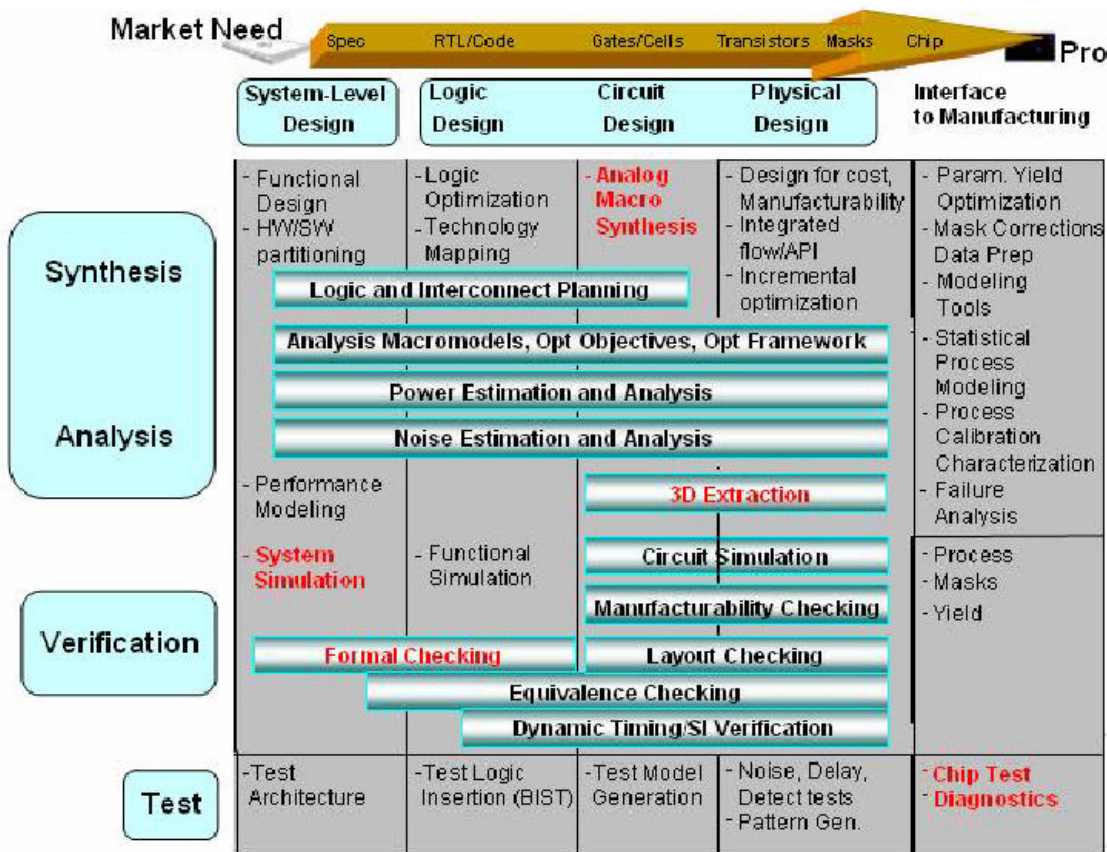 Market Need
Spec RTL/Code Gates/Cells Transistors Masks Chip
Pro
System-Level
Design
Logic
Design
Circuit
Design
Physical
Design
Interface
to Manufacturing
Synthesis
Analysis
- Functional
Design
- HW/SW
partitioning
- Logic
Optimization
- Technology
Mapping
- Analog
Macro
Synthesis
- Design for cost,
Manufacturability
- Integrated
flow/API
- Incremental
optimization
- Param. Yield
Optimization
- Mask Corrections
Data Prep
- Modeling
Tools
- Statistical
Process
Modeling
- Process
Calibration
Characterization
- Failure
Analysis
Logic and Interconnect Planning
Analysis Macromodels, Opt Objectives, Opt Framework
Power Estimation and Analysis
Noise Estimation and Analysis
- Performance
Modeling
3D Extraction
Verification
- System
Simulation
- Functional
Simulation
Circuit Simulation
Manufacturability Checking
Formal Checking
Layout Checking
Equivalence Checking
Dynamic Timing/SI Verification
- Process
- Masks
- Yield
Test
-Test
Architecture
-Test Logic
Insertion (BIST)
-Test Model
Generation
- Noise, Delay,
Detect tests
- Pattern Gen.
- Chip Test
- Diagnostics